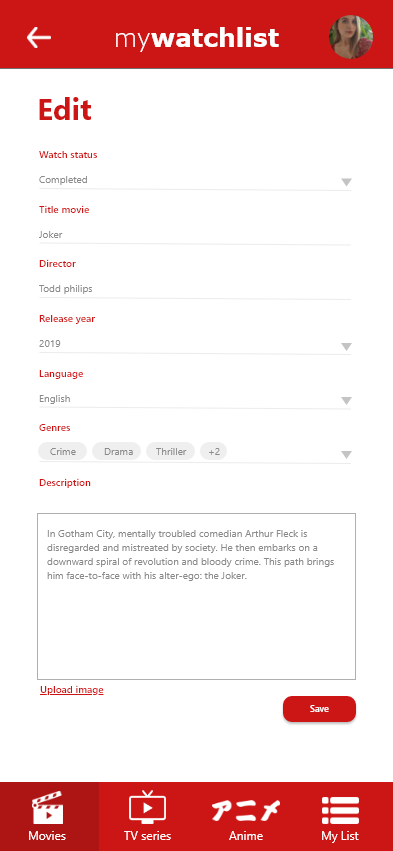 mywatchlist
Edit
Watch status
Completed
Title movie
Joker
Director
Todd philips
Release year
2019
Language
English
Genres
Crime Drama Thriller +2
Description
In Gotham City, mentally troubled comedian Arthur Fleck is
disregarded and mistreated by society. He then embarks on a
downward spiral of revolution and bloody crime. This path brings
him face-to-face with his alter-ego: the Joker.
Upload image
Save
アニメ
Movies TV series Anime My List